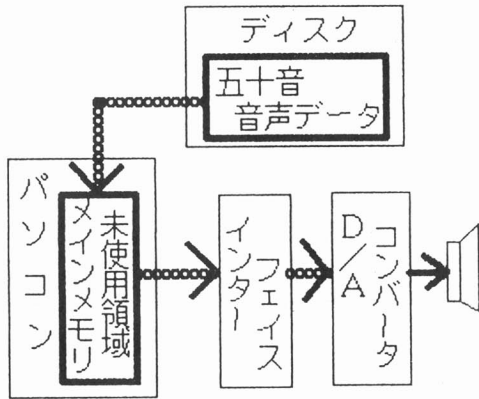 ディスク
五十音
音声データ
パソコン
メインメモリ
未使用領域
インター
フェイス
D/A
コンバータ